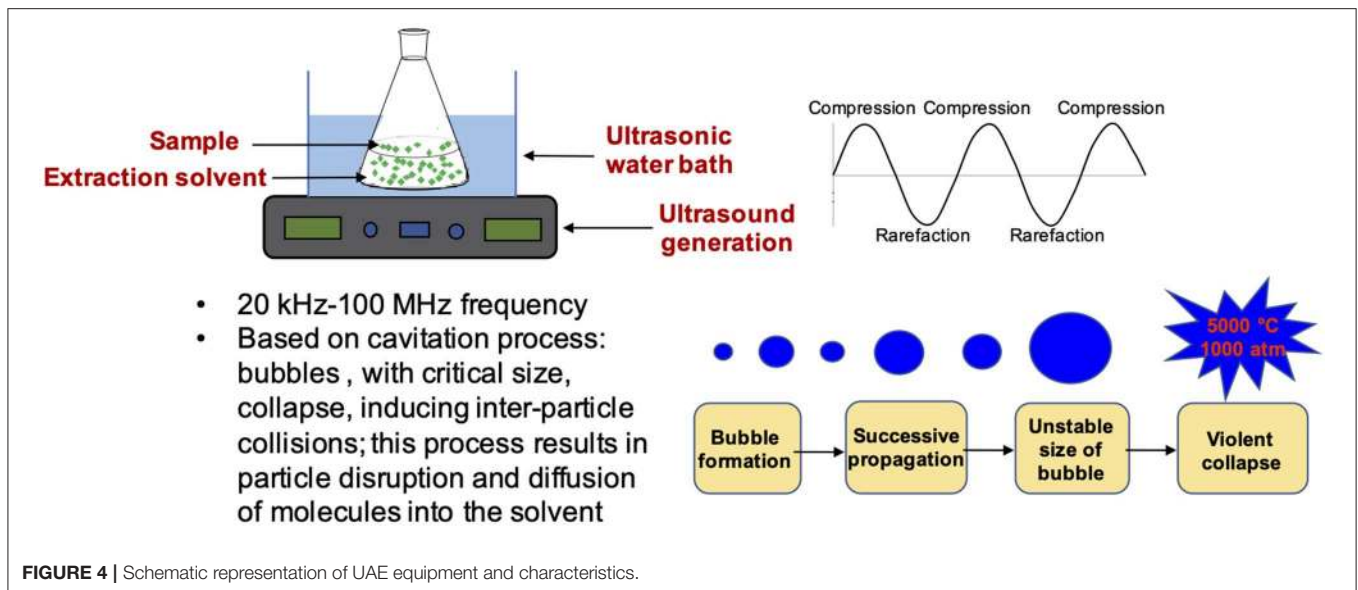 Sample
Extraction solvent
Ultrasonic
water bath
Ultrasound
generation
Compression Compression Compression
Rarefaction Rarefaction
• 20 kHz-100 MHz frequency
• Based on cavitation process:
bubbles , with critical size,
collapse, inducing inter-particle
collisions; this process results in
particle disruption and diffusion
of molecules into the solvent
5000 °C
1000 atm
Bubble
formation
Successive
propagation
Unstable
size of
bubble
Violent
collapse
FIGURE 4 | Schematic representation of UAE equipment and characteristics.